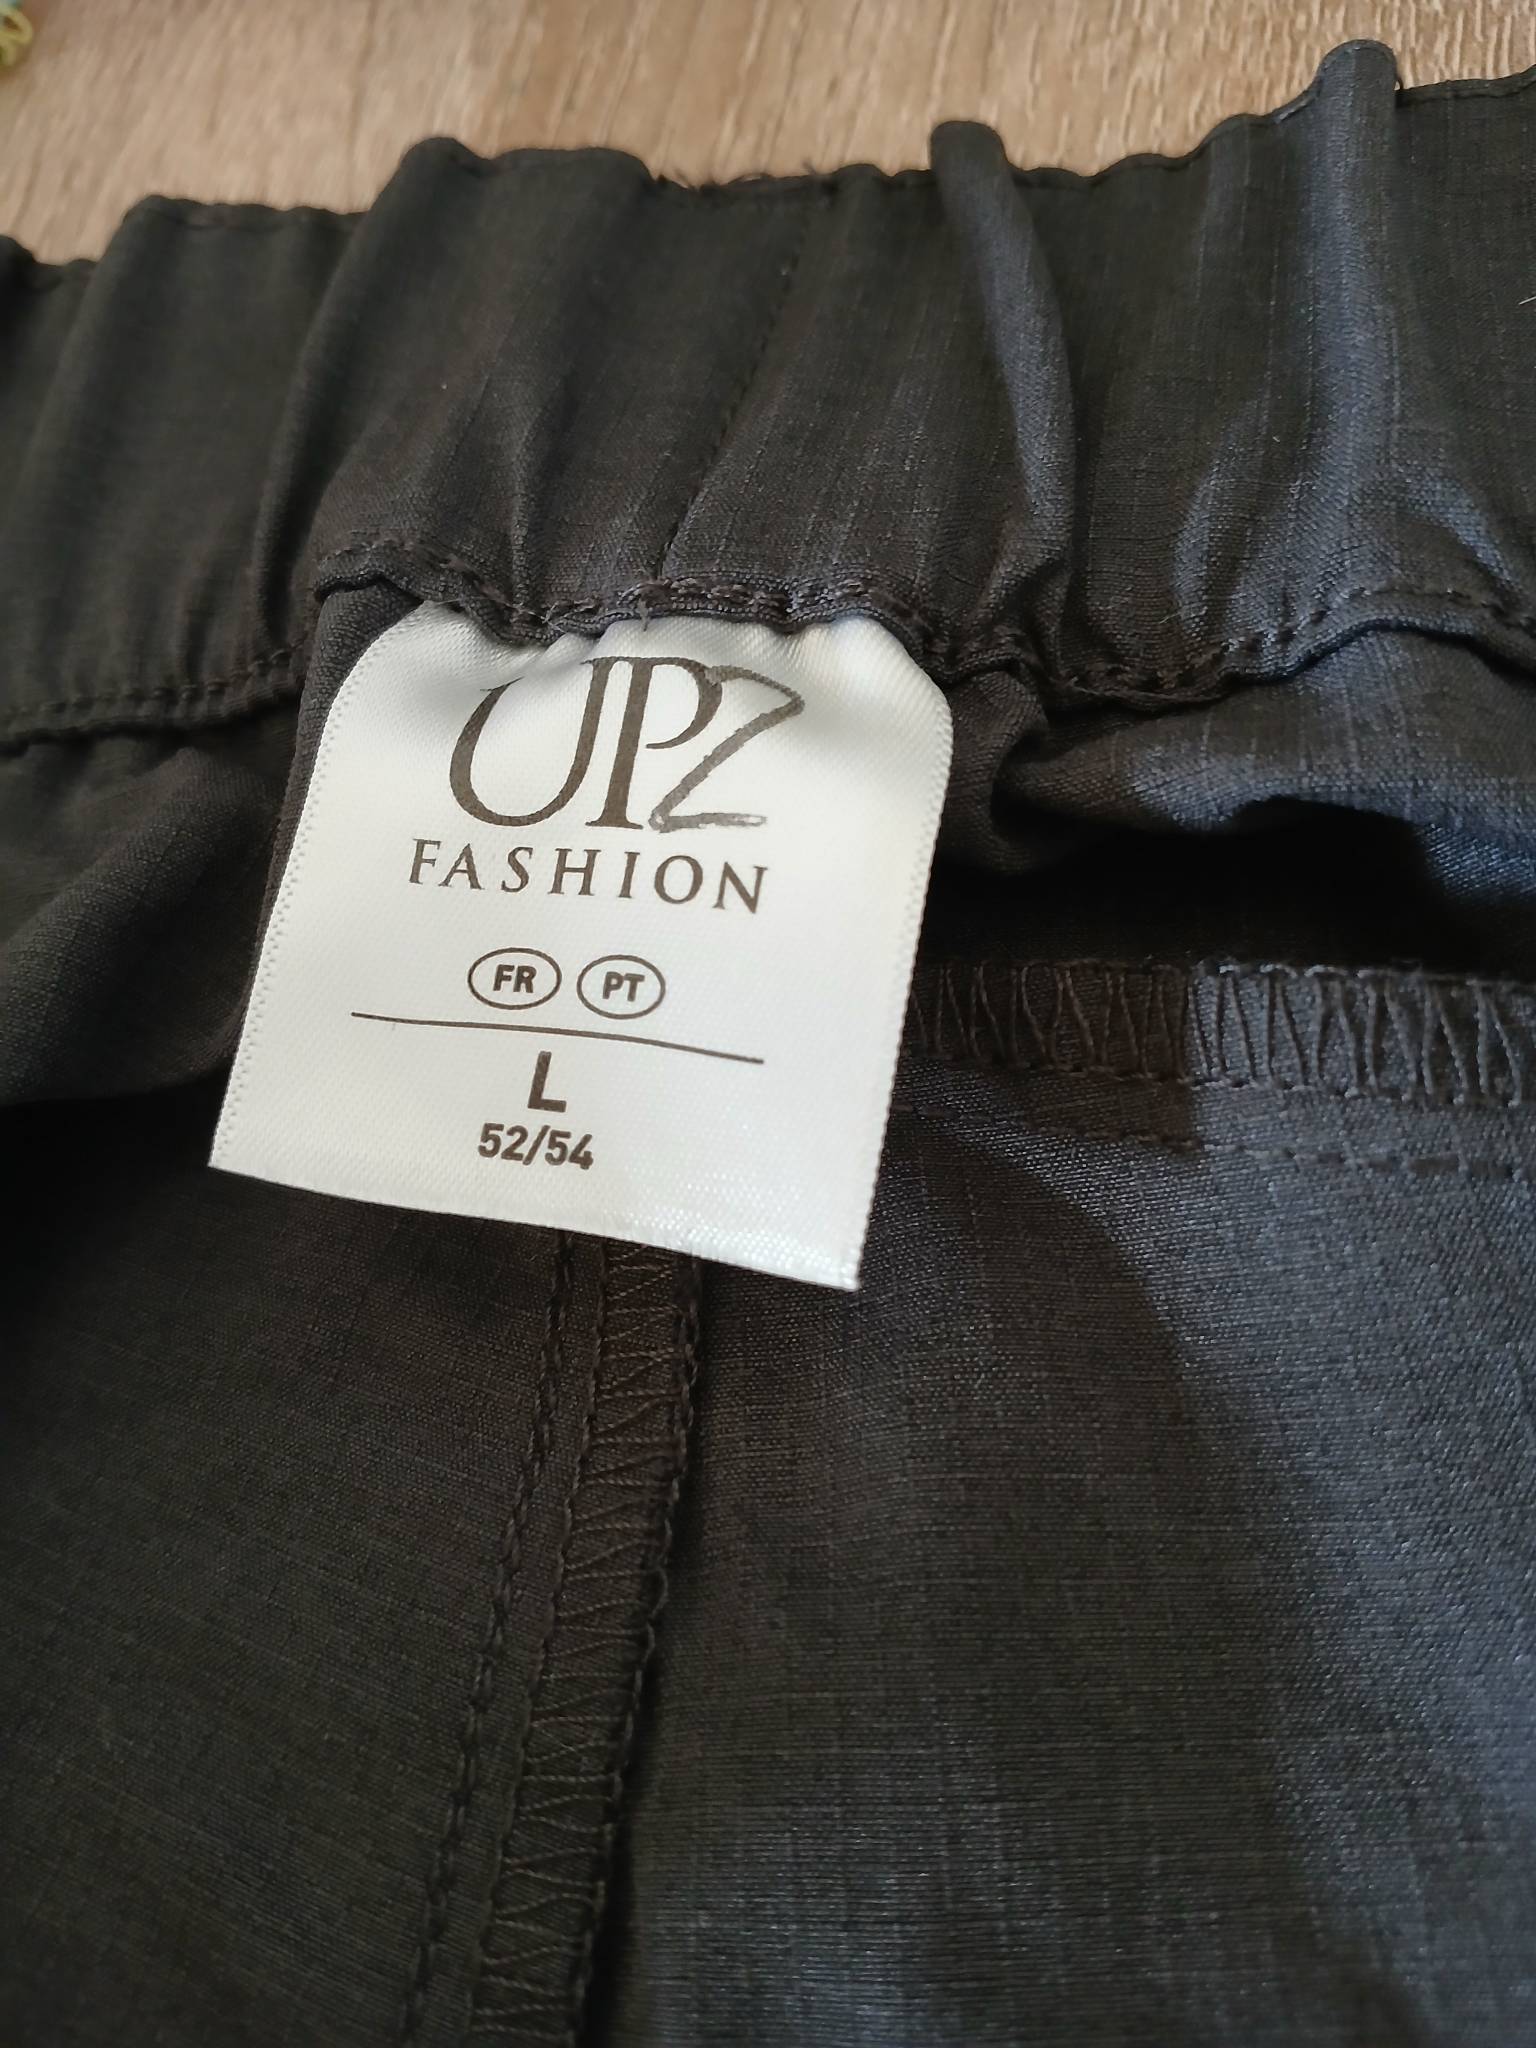 UPZ
FASHION
FR PT
L
52/54